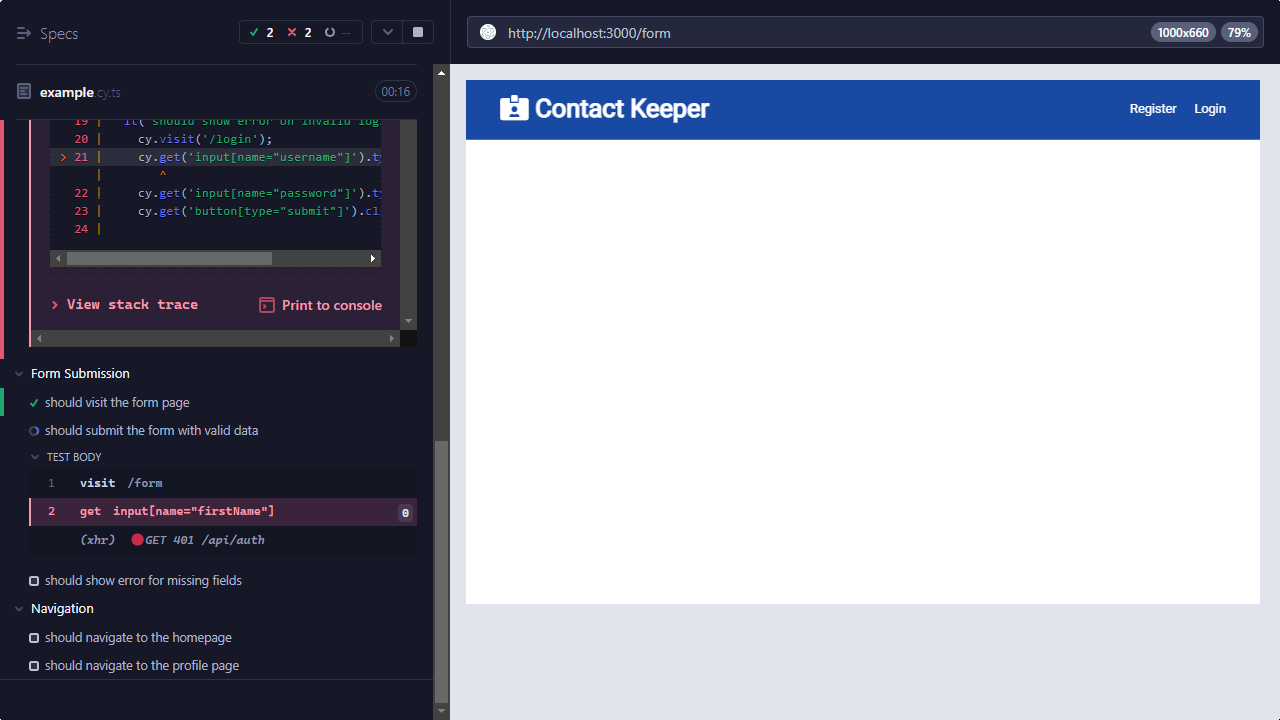 Specs
2
2
--
http://localhost:3000/form
1000x660
79%
example.cy.ts
00:16
19 | it('should show error on invalid log
20 | cy.visit('/login');
> 21 | cy.get('input[name="username"]').ty
| ^
22 | cy.get('input[name="password"]').ty
23 | cy.get('button[type="submit"]').cli
24 |
View stack trace
Print to console
Form Submission
should visit the form page
should submit the form with valid data
TEST BODY
1 visit /form
2 get input[name="firstName"] 0
(xhr) GET 401 /api/auth
should show error for missing fields
Navigation
should navigate to the homepage
should navigate to the profile page
Contact Keeper
Register
Login